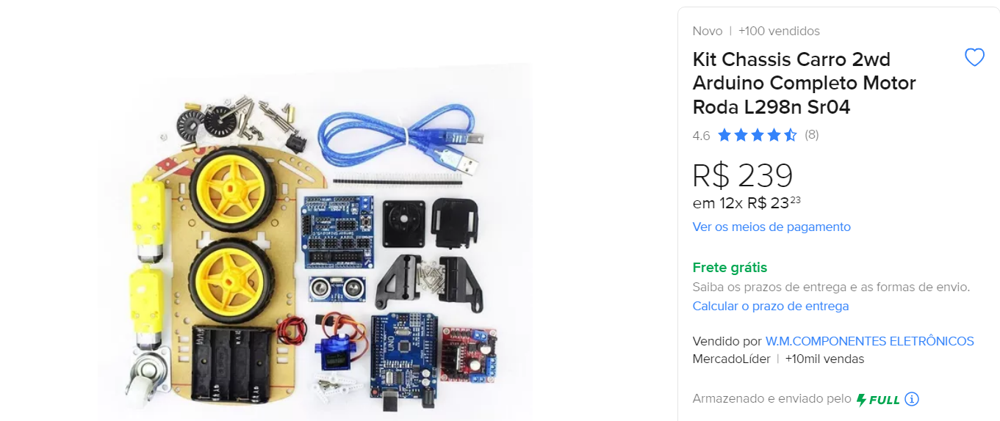 Novo | +100 vendidos
Kit Chassis Carro 2wd
Arduino Completo Motor
Roda L298n Sr04
4.6 (8)
R$ 239
em 12x R$ 23 23
Ver os meios de pagamento
Frete grátis
Saiba os prazos de entrega e as formas de envio.
Calcular o prazo de entrega
Vendido por W.M.COMPONENTES ELETRÔNICOS
MercadoLíder | +10mil vendas
Armazenado e enviado pelo FULL
UNO